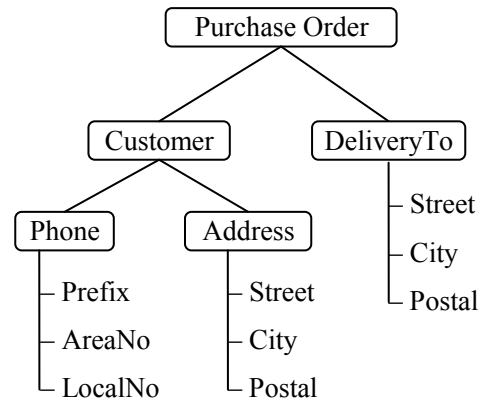 Purchase Order
Customer
DeliveryTo
Phone
Address
Street
City
Postal
Prefix
AreaNo
LocalNo
Street
City
Postal